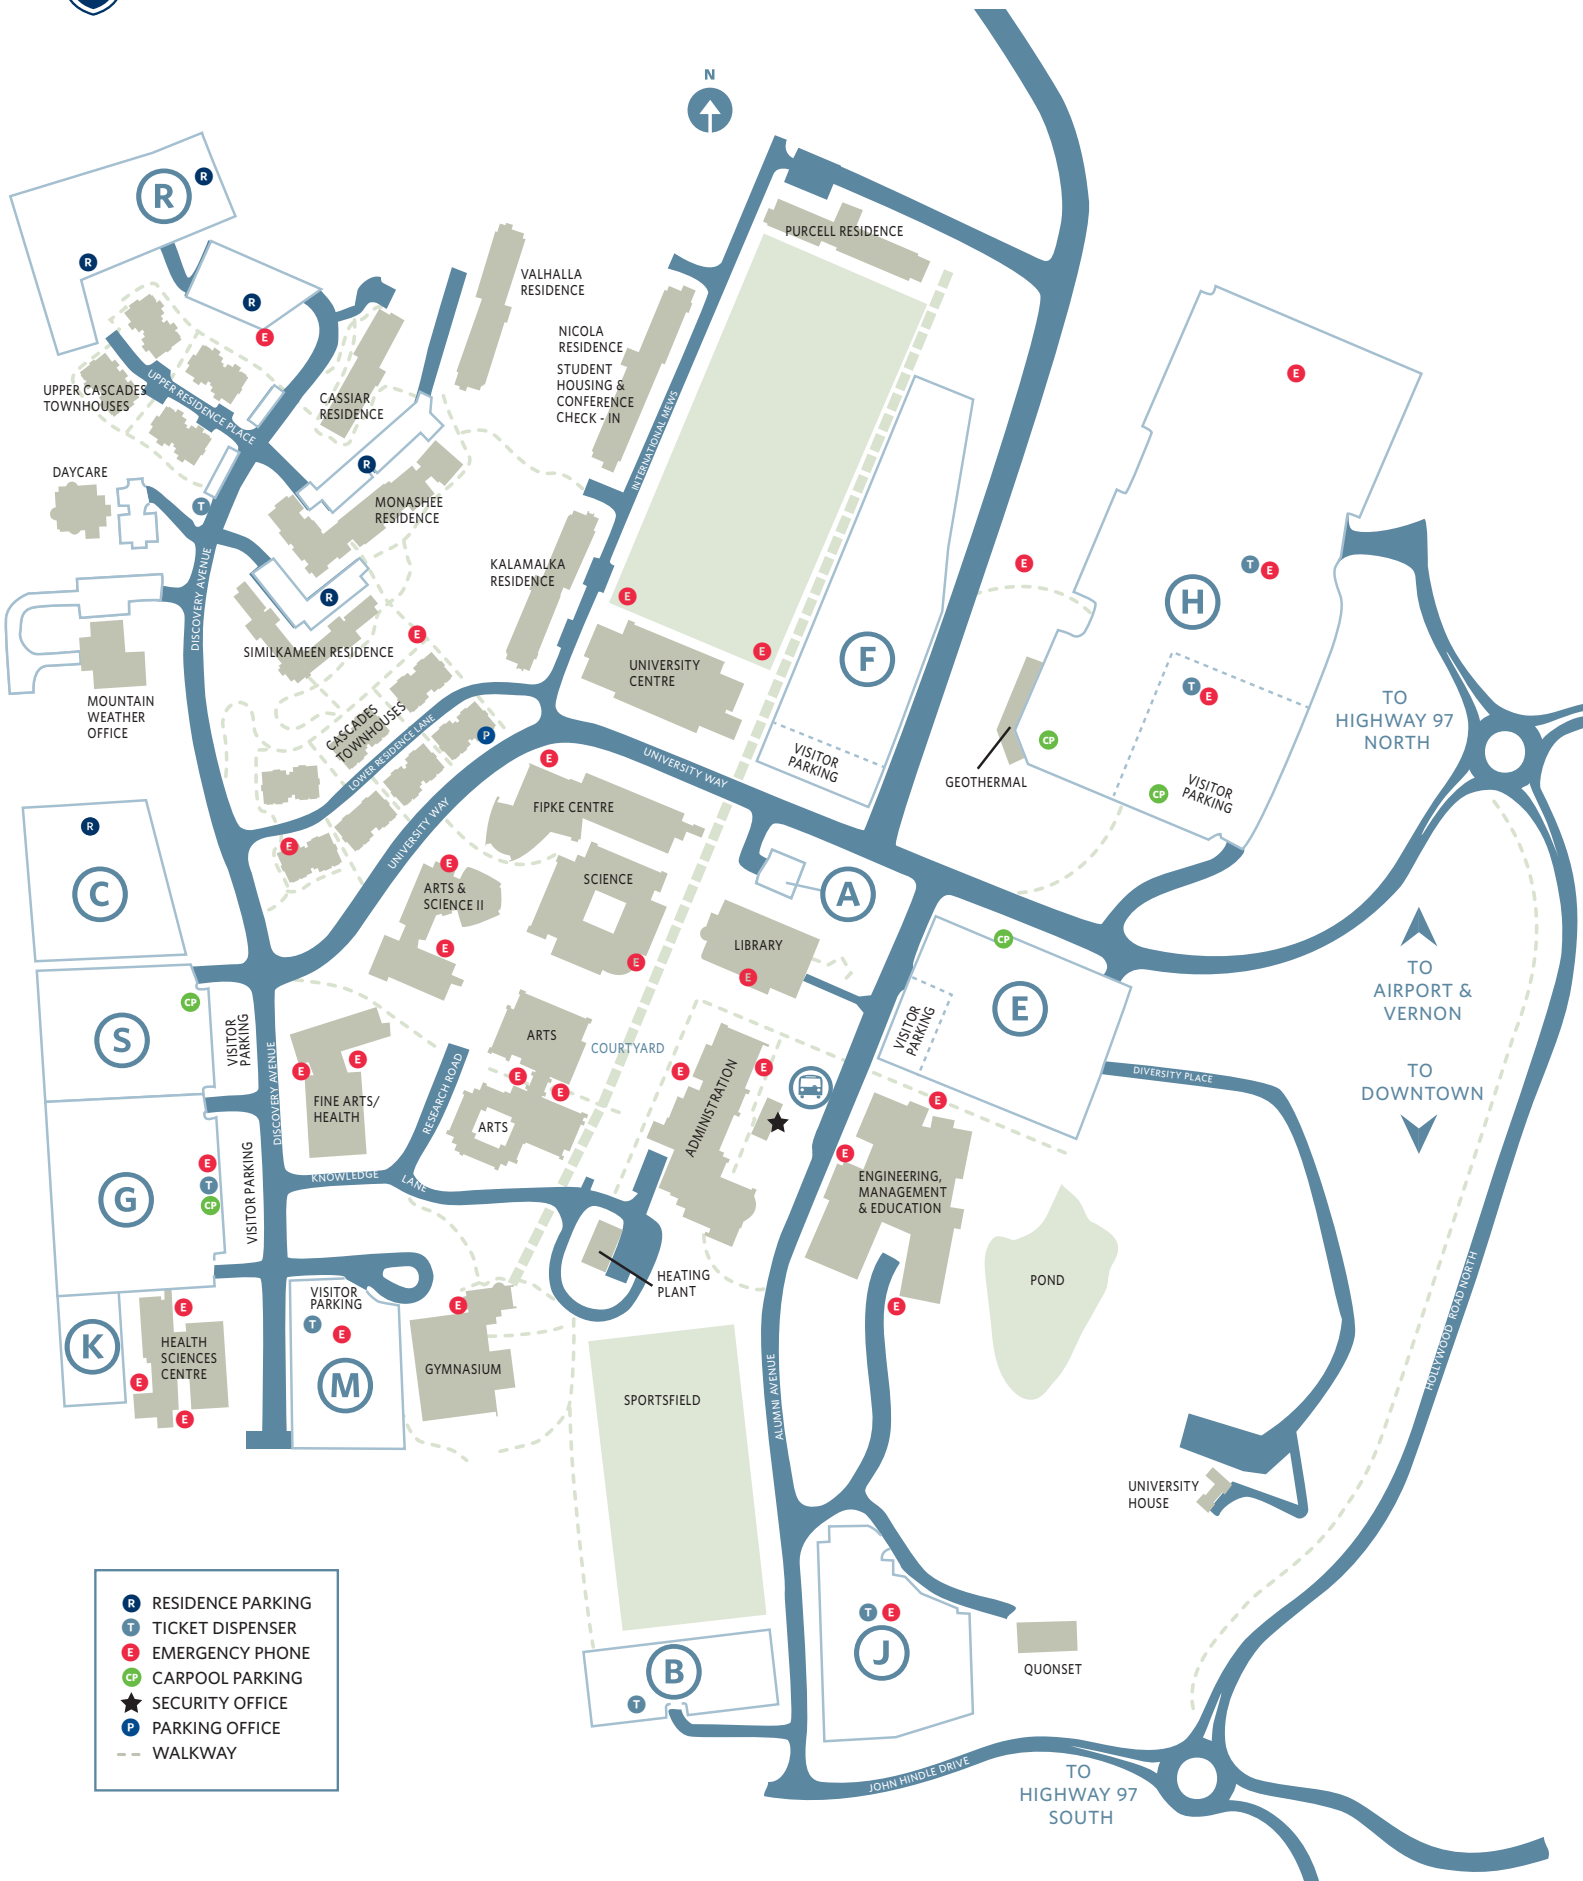 N
R
R
R
R
E
PURCELL RESIDENCE
VALHALLA
RESIDENCE
NICOLA
RESIDENCE
STUDENT
HOUSING &
CONFERENCE
CHECK - IN
INTERNATIONAL MEWS
UPPER CASCADES
TOWNHOUSES
UPPER RESIDENCE PLACE
CASSIAR
RESIDENCE
R
DAYCARE
T
MONASHEE
RESIDENCE
E
KALAMALKA
RESIDENCE
DISCOVERY AVENUE
R
E
E
T
E
H
SIMILKAMEEN RESIDENCE
E
E
UNIVERSITY
CENTRE
F
T
E
MOUNTAIN
WEATHER
OFFICE
CASCADES
TOWNHOUSES
LOWER RESIDENCE LANE
P
E
UNIVERSITY WAY
VISITOR
PARKING
CP
GEOTHERMAL
CP
VISITOR
PARKING
TO
HIGHWAY 97
NORTH
R
C
E
UNIVERSITY WAY
FIPKE CENTRE
E
ARTS &
SCIENCE II
E
SCIENCE
E
A
LIBRARY
E
CP
E
VISITOR
PARKING
TO
AIRPORT &
VERNON
TO
DOWNTOWN
CP
S
VISITOR
PARKING
DISCOVERY AVENUE
E
E
FINE ARTS/
HEALTH
RESEARCH ROAD
ARTS
COURTYARD
E
E
ARTS
E
E
ADMINISTRATION
DIVERSITY PLACE
E
E
ENGINEERING,
MANAGEMENT
& EDUCATION
G
E
T
CP
VISITOR PARKING
KNOWLEDGE
LANE
HEATING
PLANT
POND
E
HOLLYWOOD ROAD NORTH
K
E
HEALTH
SCIENCES
CENTRE
E
E
VISITOR
PARKING
T
E
M
E
GYMNASIUM
SPORTSFIELD
ALUMNI AVENUE
UNIVERSITY
HOUSE
R RESIDENCE PARKING
T TICKET DISPENSER
E EMERGENCY PHONE
CP CARPOOL PARKING
SECURITY OFFICE
P PARKING OFFICE
WALKWAY
B
T
T
E
J
QUONSET
JOHN HINDLE DRIVE
TO
HIGHWAY 97
SOUTH